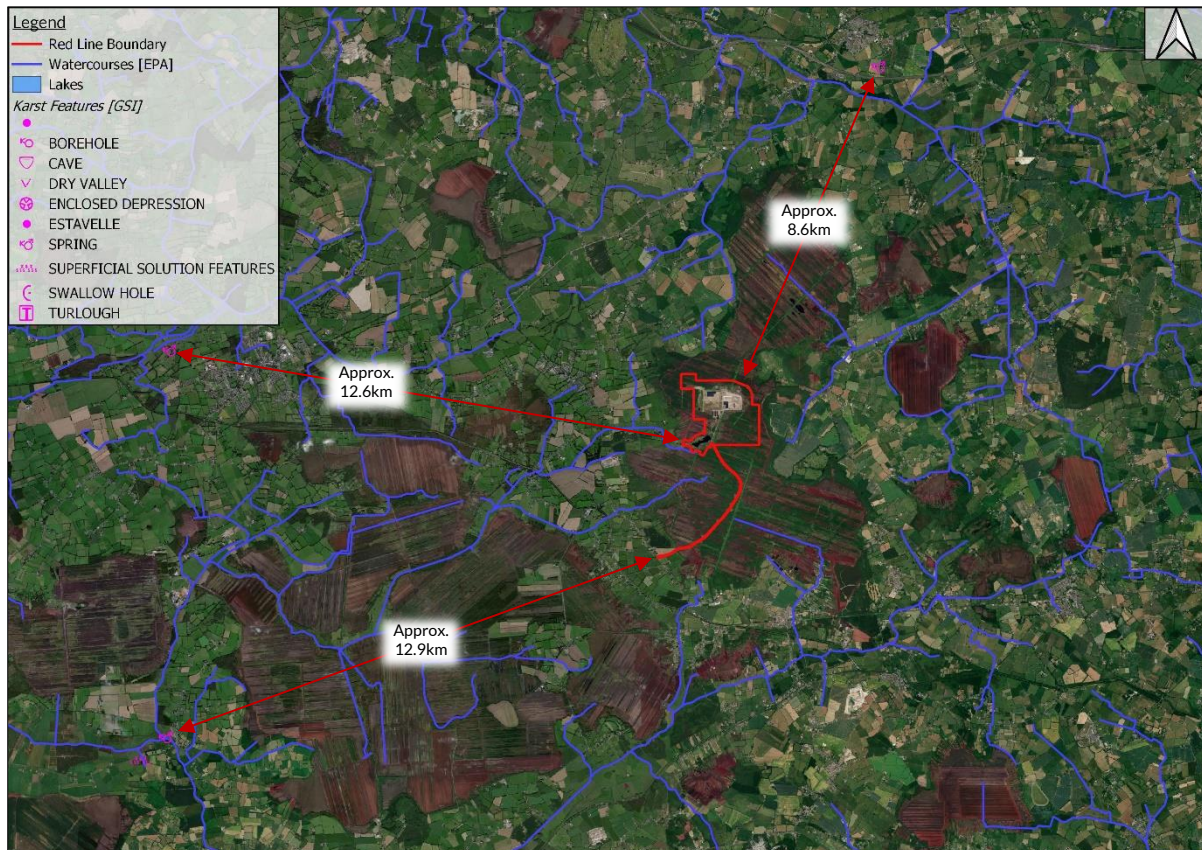 Legend
Red Line Boundary
Watercourses [EPA]
Lakes
Karst Features [GSI]
BOREHOLE
CAVE
DRY VALLEY
ENCLOSED DEPRESSION
ESTAVELLE
SPRING
SUPERFICIAL SOLUTION FEATURES
SWALLOW HOLE
TURLOUGH
Approx.
8.6km
Approx.
12.6km
Approx.
12.9km